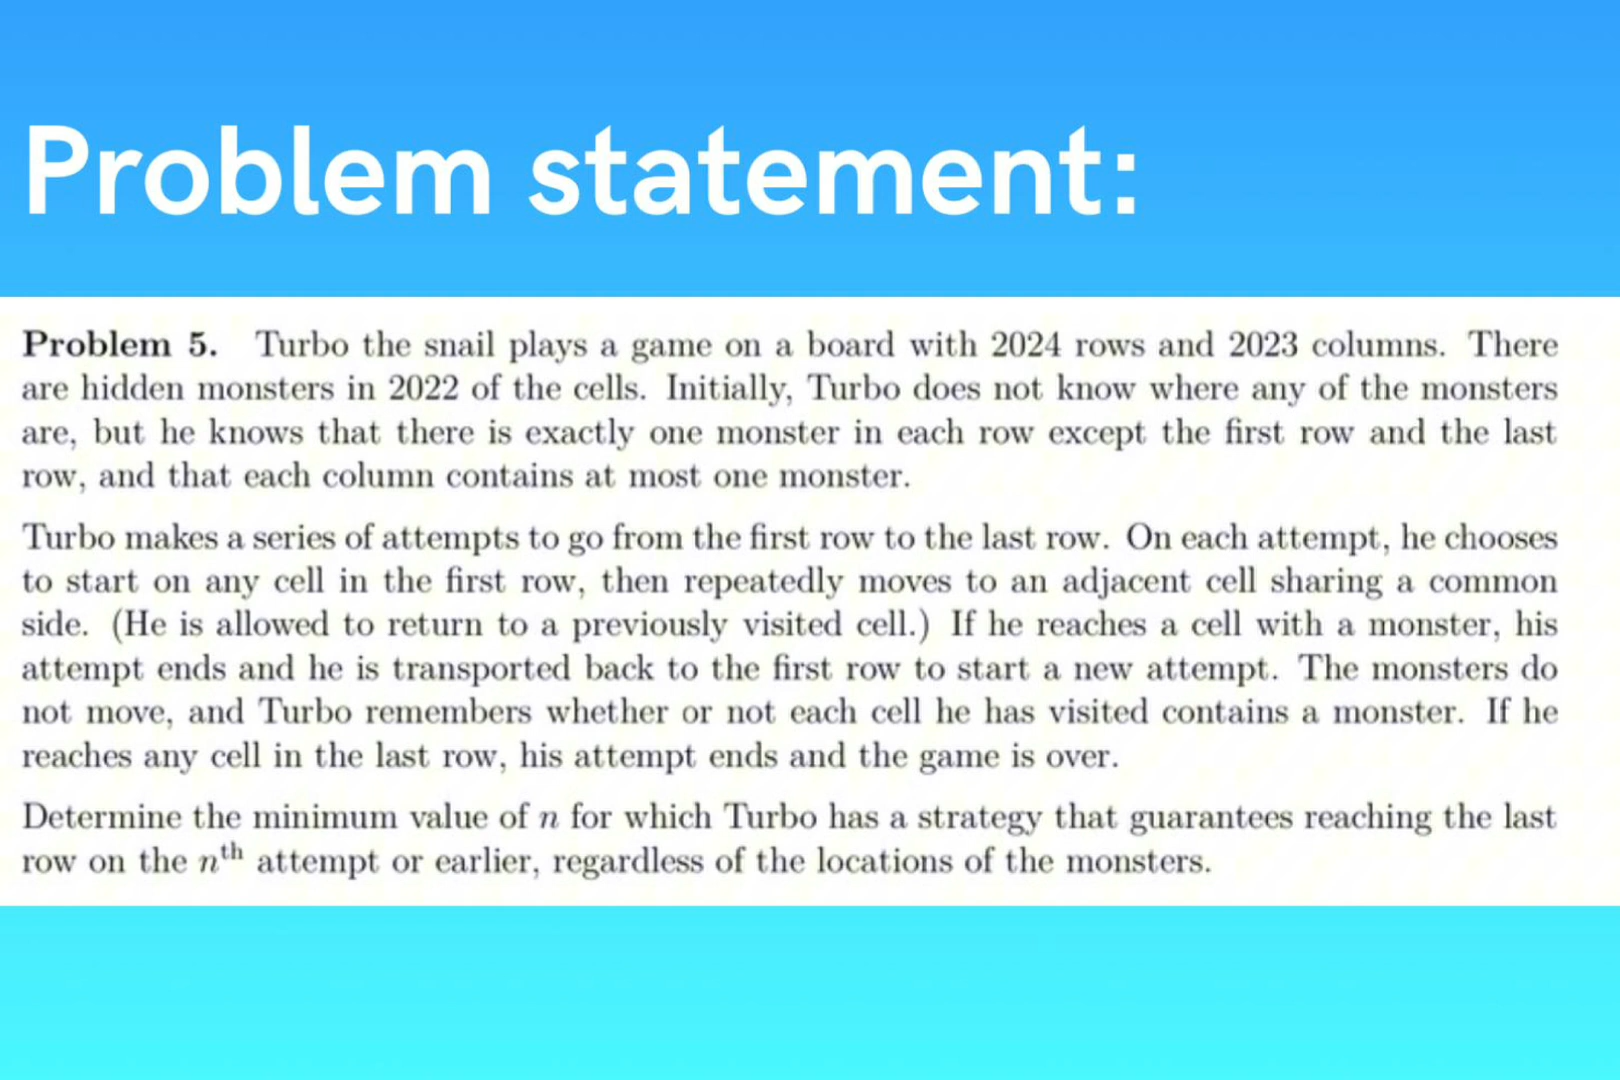 Problem statement:
Problem 5. Turbo the snail plays a game on a board with 2024 rows and 2023 columns. There
are hidden monsters in 2022 of the cells. Initially, Turbo does not know where any of the monsters
are, but he knows that there is exactly one monster in each row except the first row and the last
row, and that each column contains at most one monster.
Turbo makes a series of attempts to go from the first row to the last row. On each attempt, he chooses
to start on any cell in the first row, then repeatedly moves to an adjacent cell sharing a common
side. (He is allowed to return to a previously visited cell.) If he reaches a cell with a monster, his
attempt ends and he is transported back to the first row to start a new attempt. The monsters do
not move, and Turbo remembers whether or not each cell he has visited contains a monster. If he
reaches any cell in the last row, his attempt ends and the game is over.
Determine the minimum value of n for which Turbo has a strategy that guarantees reaching the last
row on the nth attempt or earlier, regardless of the locations of the monsters.